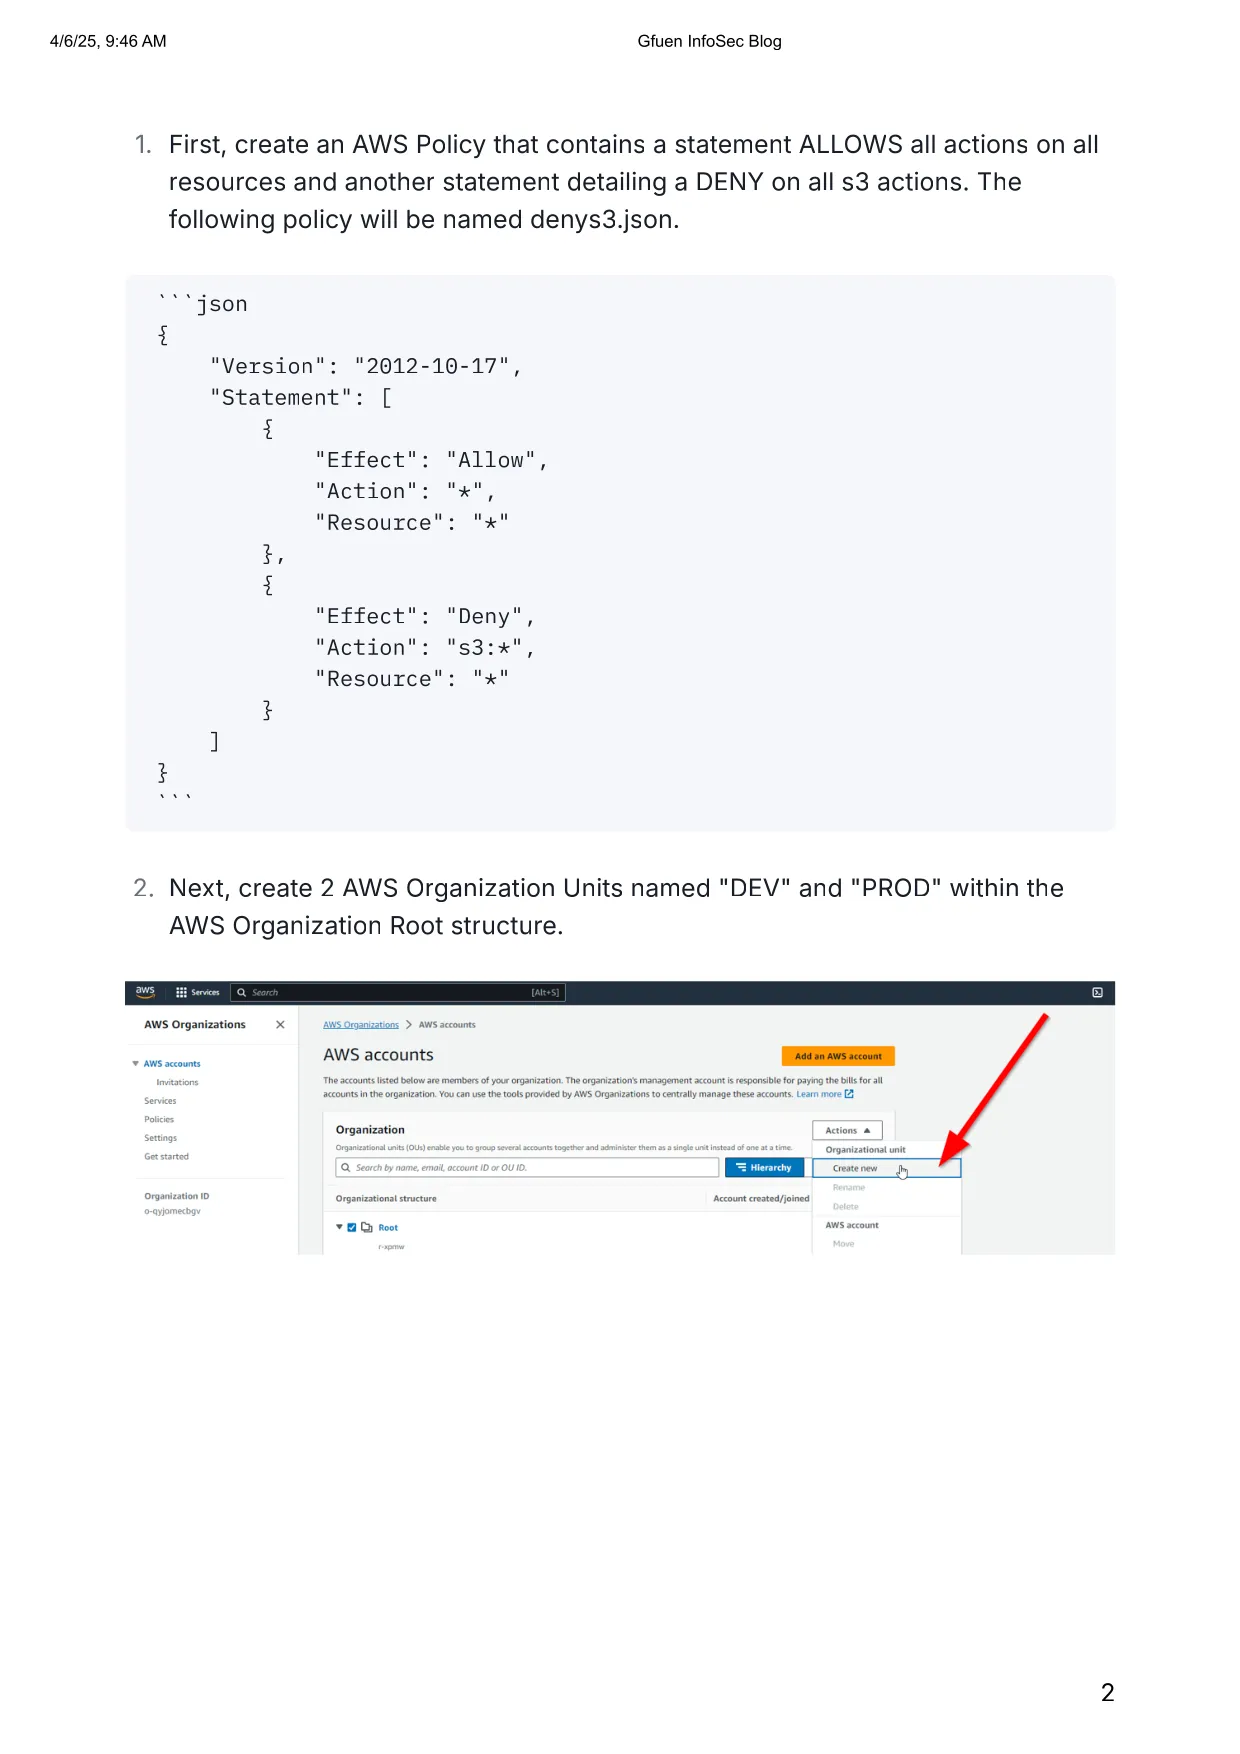 4/6/25, 9:46 AM
Gfuen InfoSec Blog
1. First, create an AWS Policy that contains a statement ALLOWS all actions on all
resources and another statement detailing a DENY on all s3 actions. The
following policy will be named denys3.json.
```json
{
    "Version": "2012-10-17",
    "Statement": [
        {
            "Effect": "Allow",
            "Action": "*",
            "Resource": "*"
        },
        {
            "Effect": "Deny",
            "Action": "s3:*",
            "Resource": "*"
        }
    ]
}
```
2. Next, create 2 AWS Organization Units named "DEV" and "PROD" within the
AWS Organization Root structure.
aws Services Search [Alt+S]
AWS Organizations
AWS accounts
Invitations
Services
Policies
Settings
Get started
Organization ID
o-qyjomecbgv
AWS Organizations > AWS accounts
AWS accounts
Add an AWS account
The accounts listed below are members of your organization. The organization's management account is responsible for paying the bills for all
accounts in the organization. You can use the tools provided by AWS Organizations to centrally manage these accounts. Learn more
Organization
Actions
Organizational units (OUs) enable you to group several accounts together and administer them as a single unit instead of one at a time.
Search by name, email, account ID or OU ID.
Hierarchy
Organizational structure
Account created/joined
Root
r-xpmw
Organizational unit
Create new
Rename
Delete
AWS account
Move
2